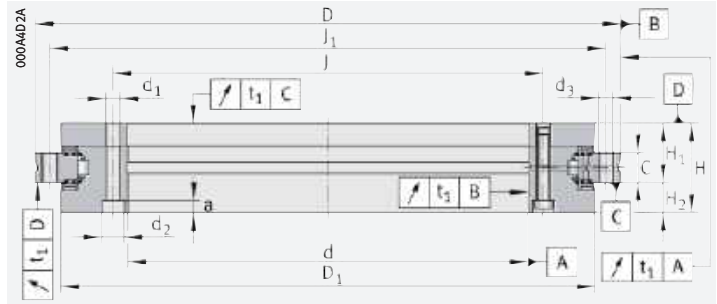 000A4D2A
D
B
J₁
J
d₁
d₃
↗ t₁ C
D
H₁
C
H
a
↗ t₁ B
H₂
C
d₂
↗ t₁ D
d
A
↗ t₁ A
D₁